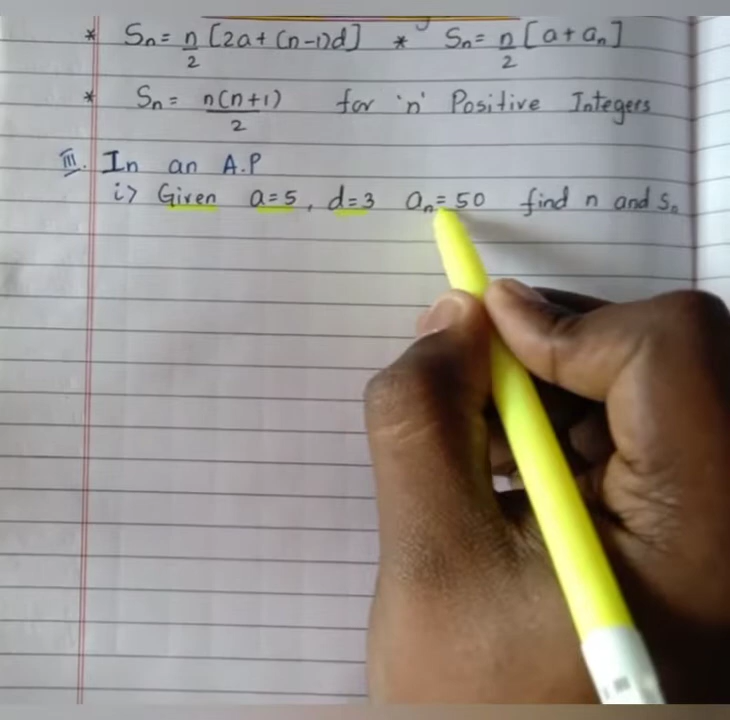 * Sn = n/2 [2a + (n-1)d] * Sn = n/2 [a + an]
* Sn = n(n+1)/2 for 'n' Positive Integers
III. In an A.P
i> Given a=5, d=3 an=50 find n and Sn